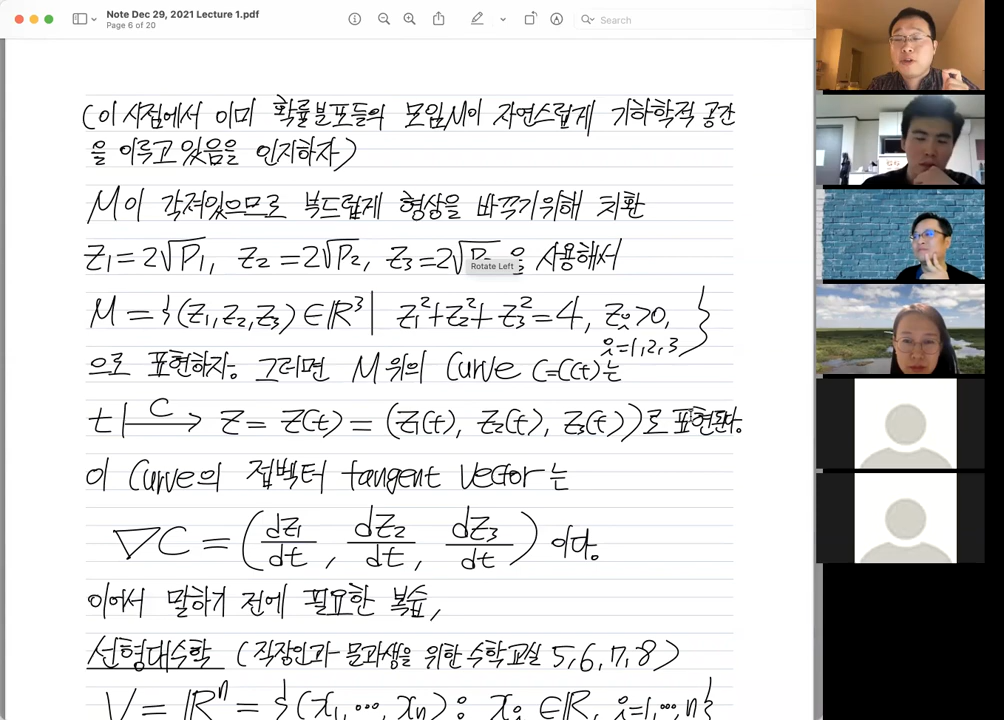 Note Dec 29, 2021 Lecture 1.pdf
Page 6 of 20
Search
(이 시점에서 이미 확률분포들의 모임 M이 자연스럽게 기하학적 공간
을 이루고 있음을 인지하자)
M이 각져있으므로 부드럽게 형상을 바꾸기위해 치환
Z1 = 2√P1, Z2 = 2√P2, Z3 = 2√P3 을 사용해서
Rotate Left
M = {(Z1, Z2, Z3) ∈ ℝ³ | Z1² + Z2² + Z3² = 4, Zi > 0,
i=1,2,3 }
으로 표현하자. 그러면 M 위의 Curve C=C(t)는
t |—C→ Z = Z(t) = (Z1(t), Z2(t), Z3(t))로 표현된다.
이 Curve의 접벡터 tangent vector는
▽C = (dZ1/dt, dZ2/dt, dZ3/dt) 이다.
이어서 말하기 전에 필요한 복습,
선형대수학 (직장인과 문과생을 위한 수학교실 5,6,7,8)
V = ℝⁿ = {(x1, ⋯, xn) : xi ∈ ℝ, i=1,⋯,n}